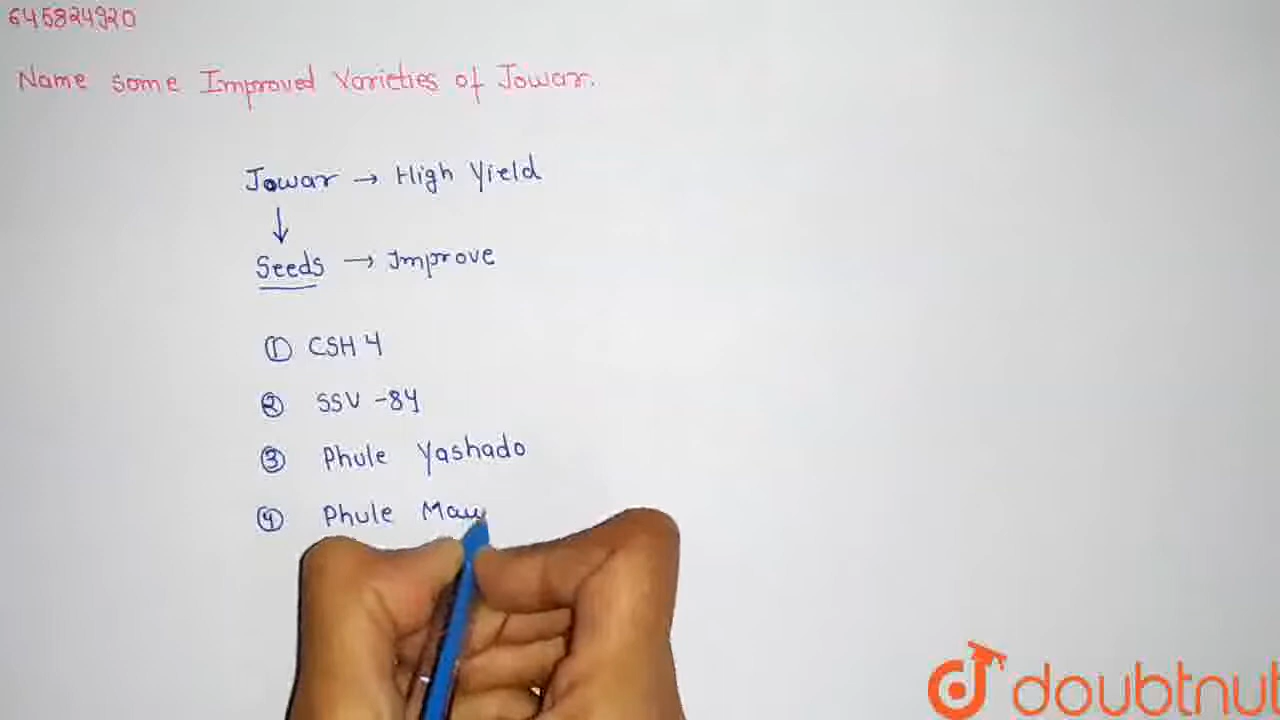 645824920
Name some Improved Varieties of Jowar.
Jowar → High Yield
↓
Seeds → Improve
① CSH 4
② SSV -84
③ Phule Yashado
④ Phule Mau
doubtnut